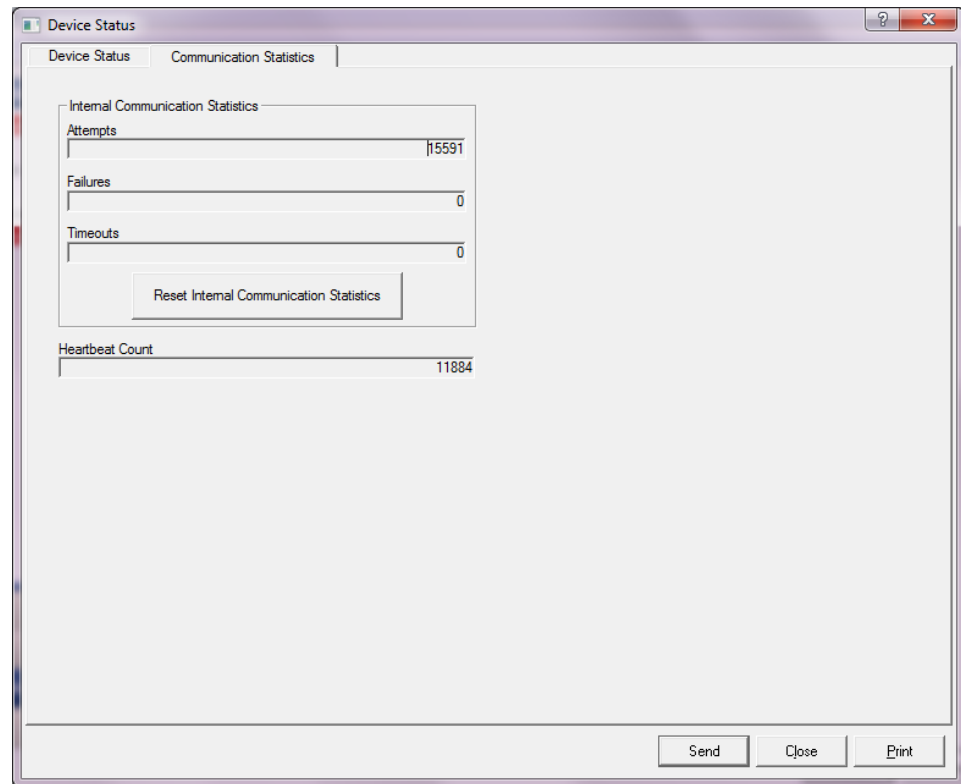 Device Status
Device Status Communication Statistics
Internal Communication Statistics
Attempts
15591
Failures
0
Timeouts
0
Reset Internal Communication Statistics
Heartbeat Count
11884
Send Close Print